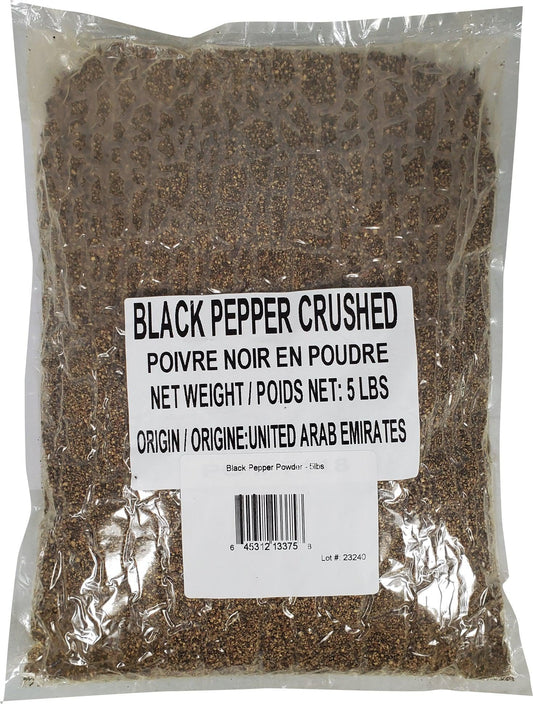 BLACK PEPPER CRUSHED
POIVRE NOIR EN POUDRE
NET WEIGHT / POIDS NET: 5 LBS
ORIGIN / ORIGINE:UNITED ARAB EMIRATES
Black Pepper Powder - 5lbs
6 45312 13375 8
Lot #: 23240